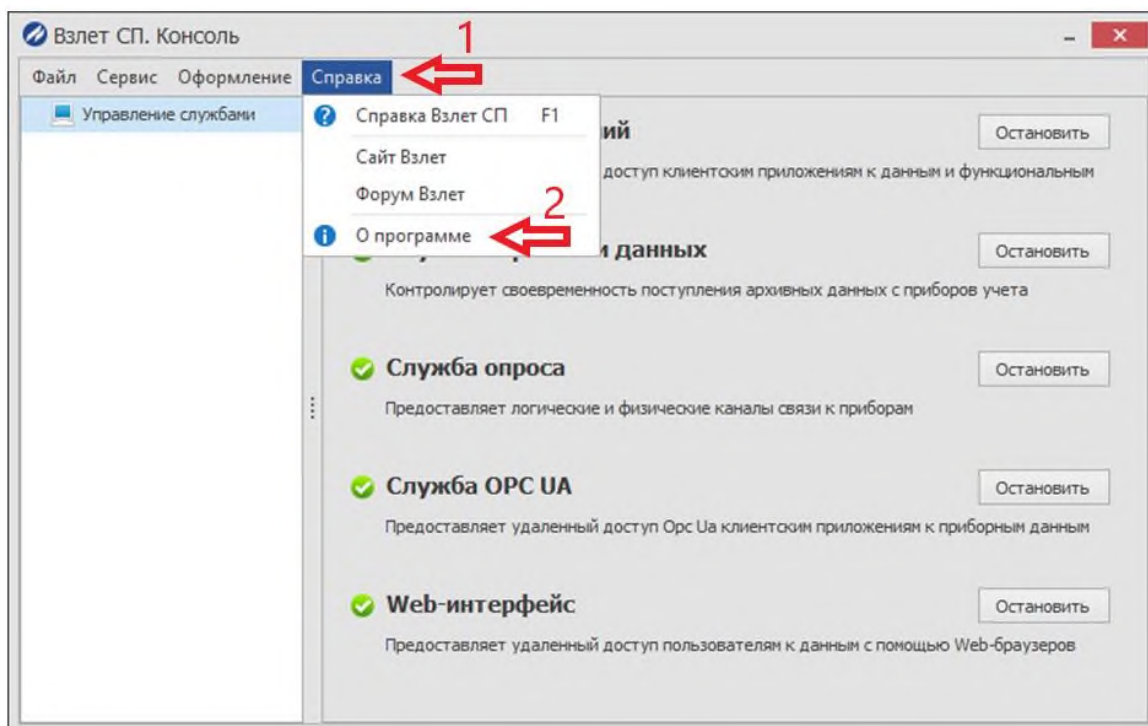 Взлет СП. Консоль
1
Файл Сервис Оформление Справка
Управление службами
Справка Взлет СП F1
Сайт Взлет
Форум Взлет
2
О программе
ий Остановить
доступ клиентским приложениям к данным и функциональным
данных Остановить
Контролирует своевременность поступления архивных данных с приборов учета
Служба опроса Остановить
Предоставляет логические и физические каналы связи к приборам
Служба OPC UA Остановить
Предоставляет удаленный доступ Opc Ua клиентским приложениям к приборным данным
Web-интерфейс Остановить
Предоставляет удаленный доступ пользователям к данным с помощью Web-браузеров